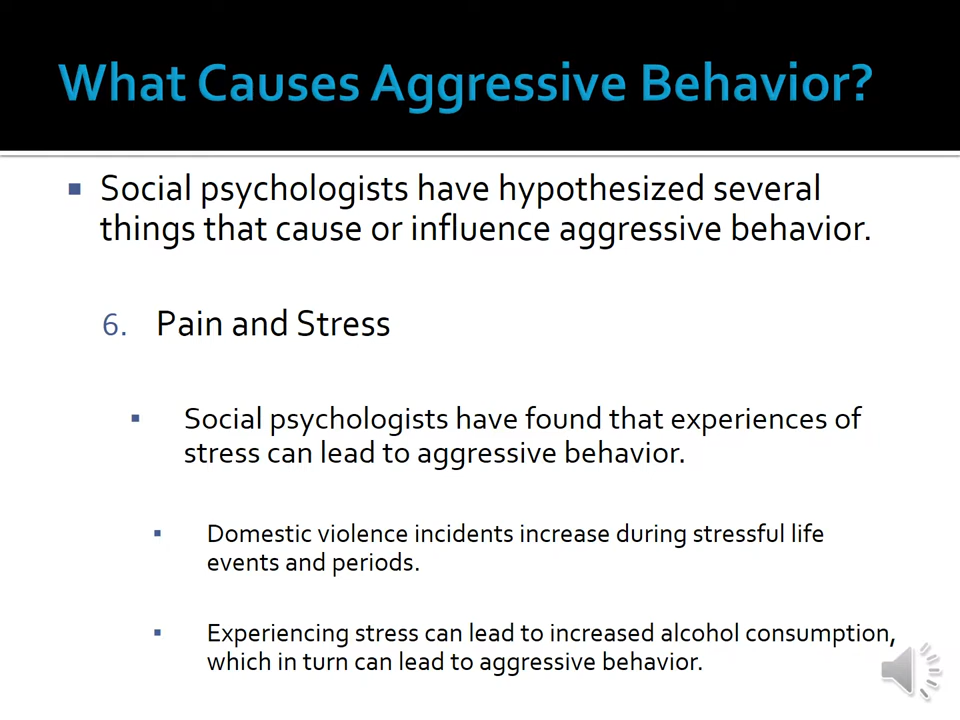 What Causes Aggressive Behavior?
▪ Social psychologists have hypothesized several
things that cause or influence aggressive behavior.
6. Pain and Stress
▪ Social psychologists have found that experiences of
stress can lead to aggressive behavior.
▪ Domestic violence incidents increase during stressful life
events and periods.
▪ Experiencing stress can lead to increased alcohol consumption,
which in turn can lead to aggressive behavior.